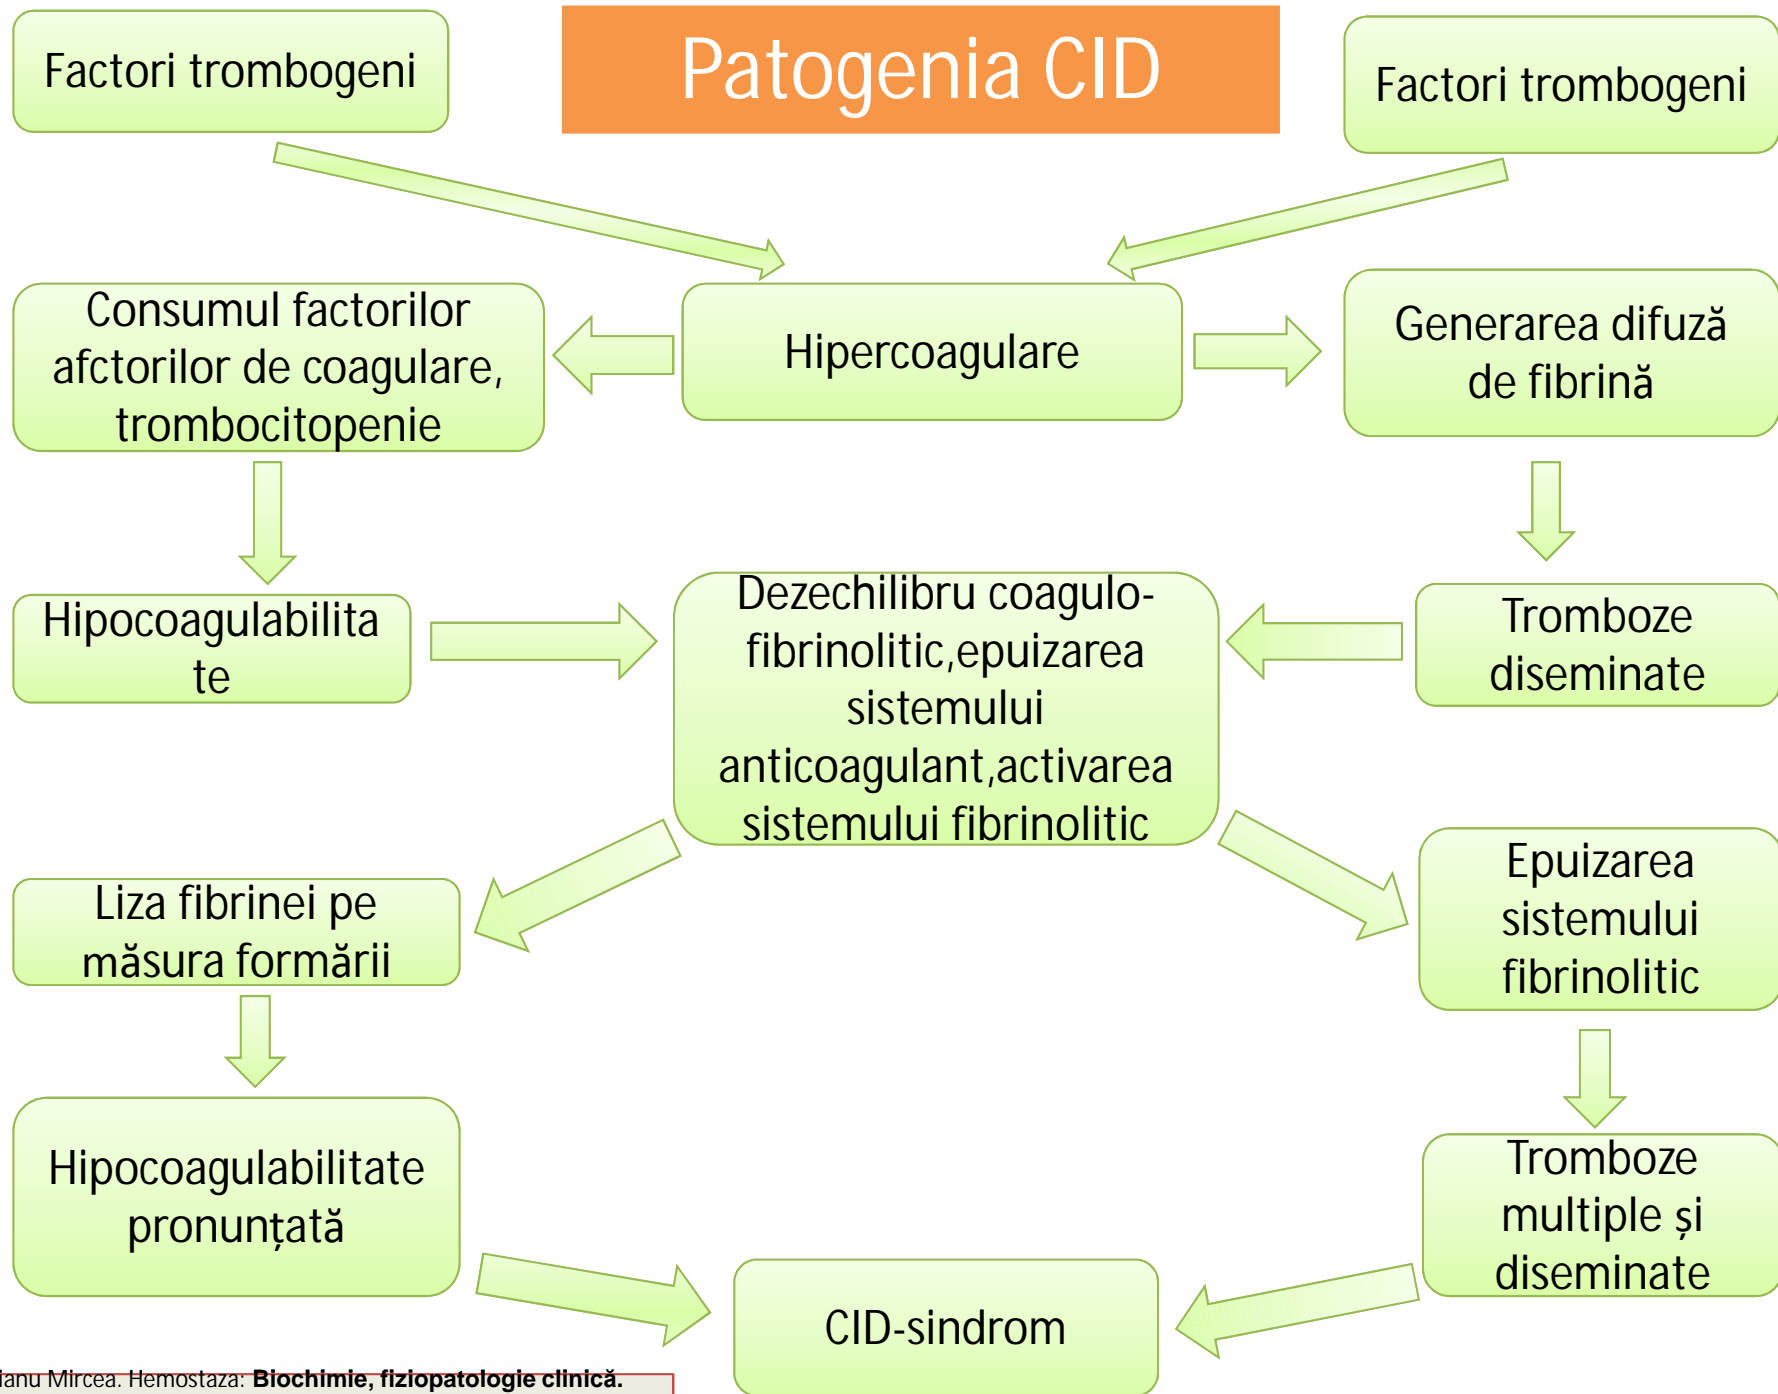 Patogenia CID
Factori trombogeni
Factori trombogeni
Consumul factorilor
afctorilor de coagulare,
trombocitopenie
Hipercoagulare
Generarea difuză
de fibrină
Hipocoagulabilita
te
Dezechilibru coagulo-
fibrinolitic,epuizarea
sistemului
anticoagulant,activarea
sistemului fibrinolitic
Tromboze
diseminate
Liza fibrinei pe
măsura formării
Epuizarea
sistemului
fibrinolitic
Hipocoagulabilitate
pronunțată
Tromboze
multiple și
diseminate
CID-sindrom
Mircea. Hemostaza: Biochimie, fiziopatologie clinică.